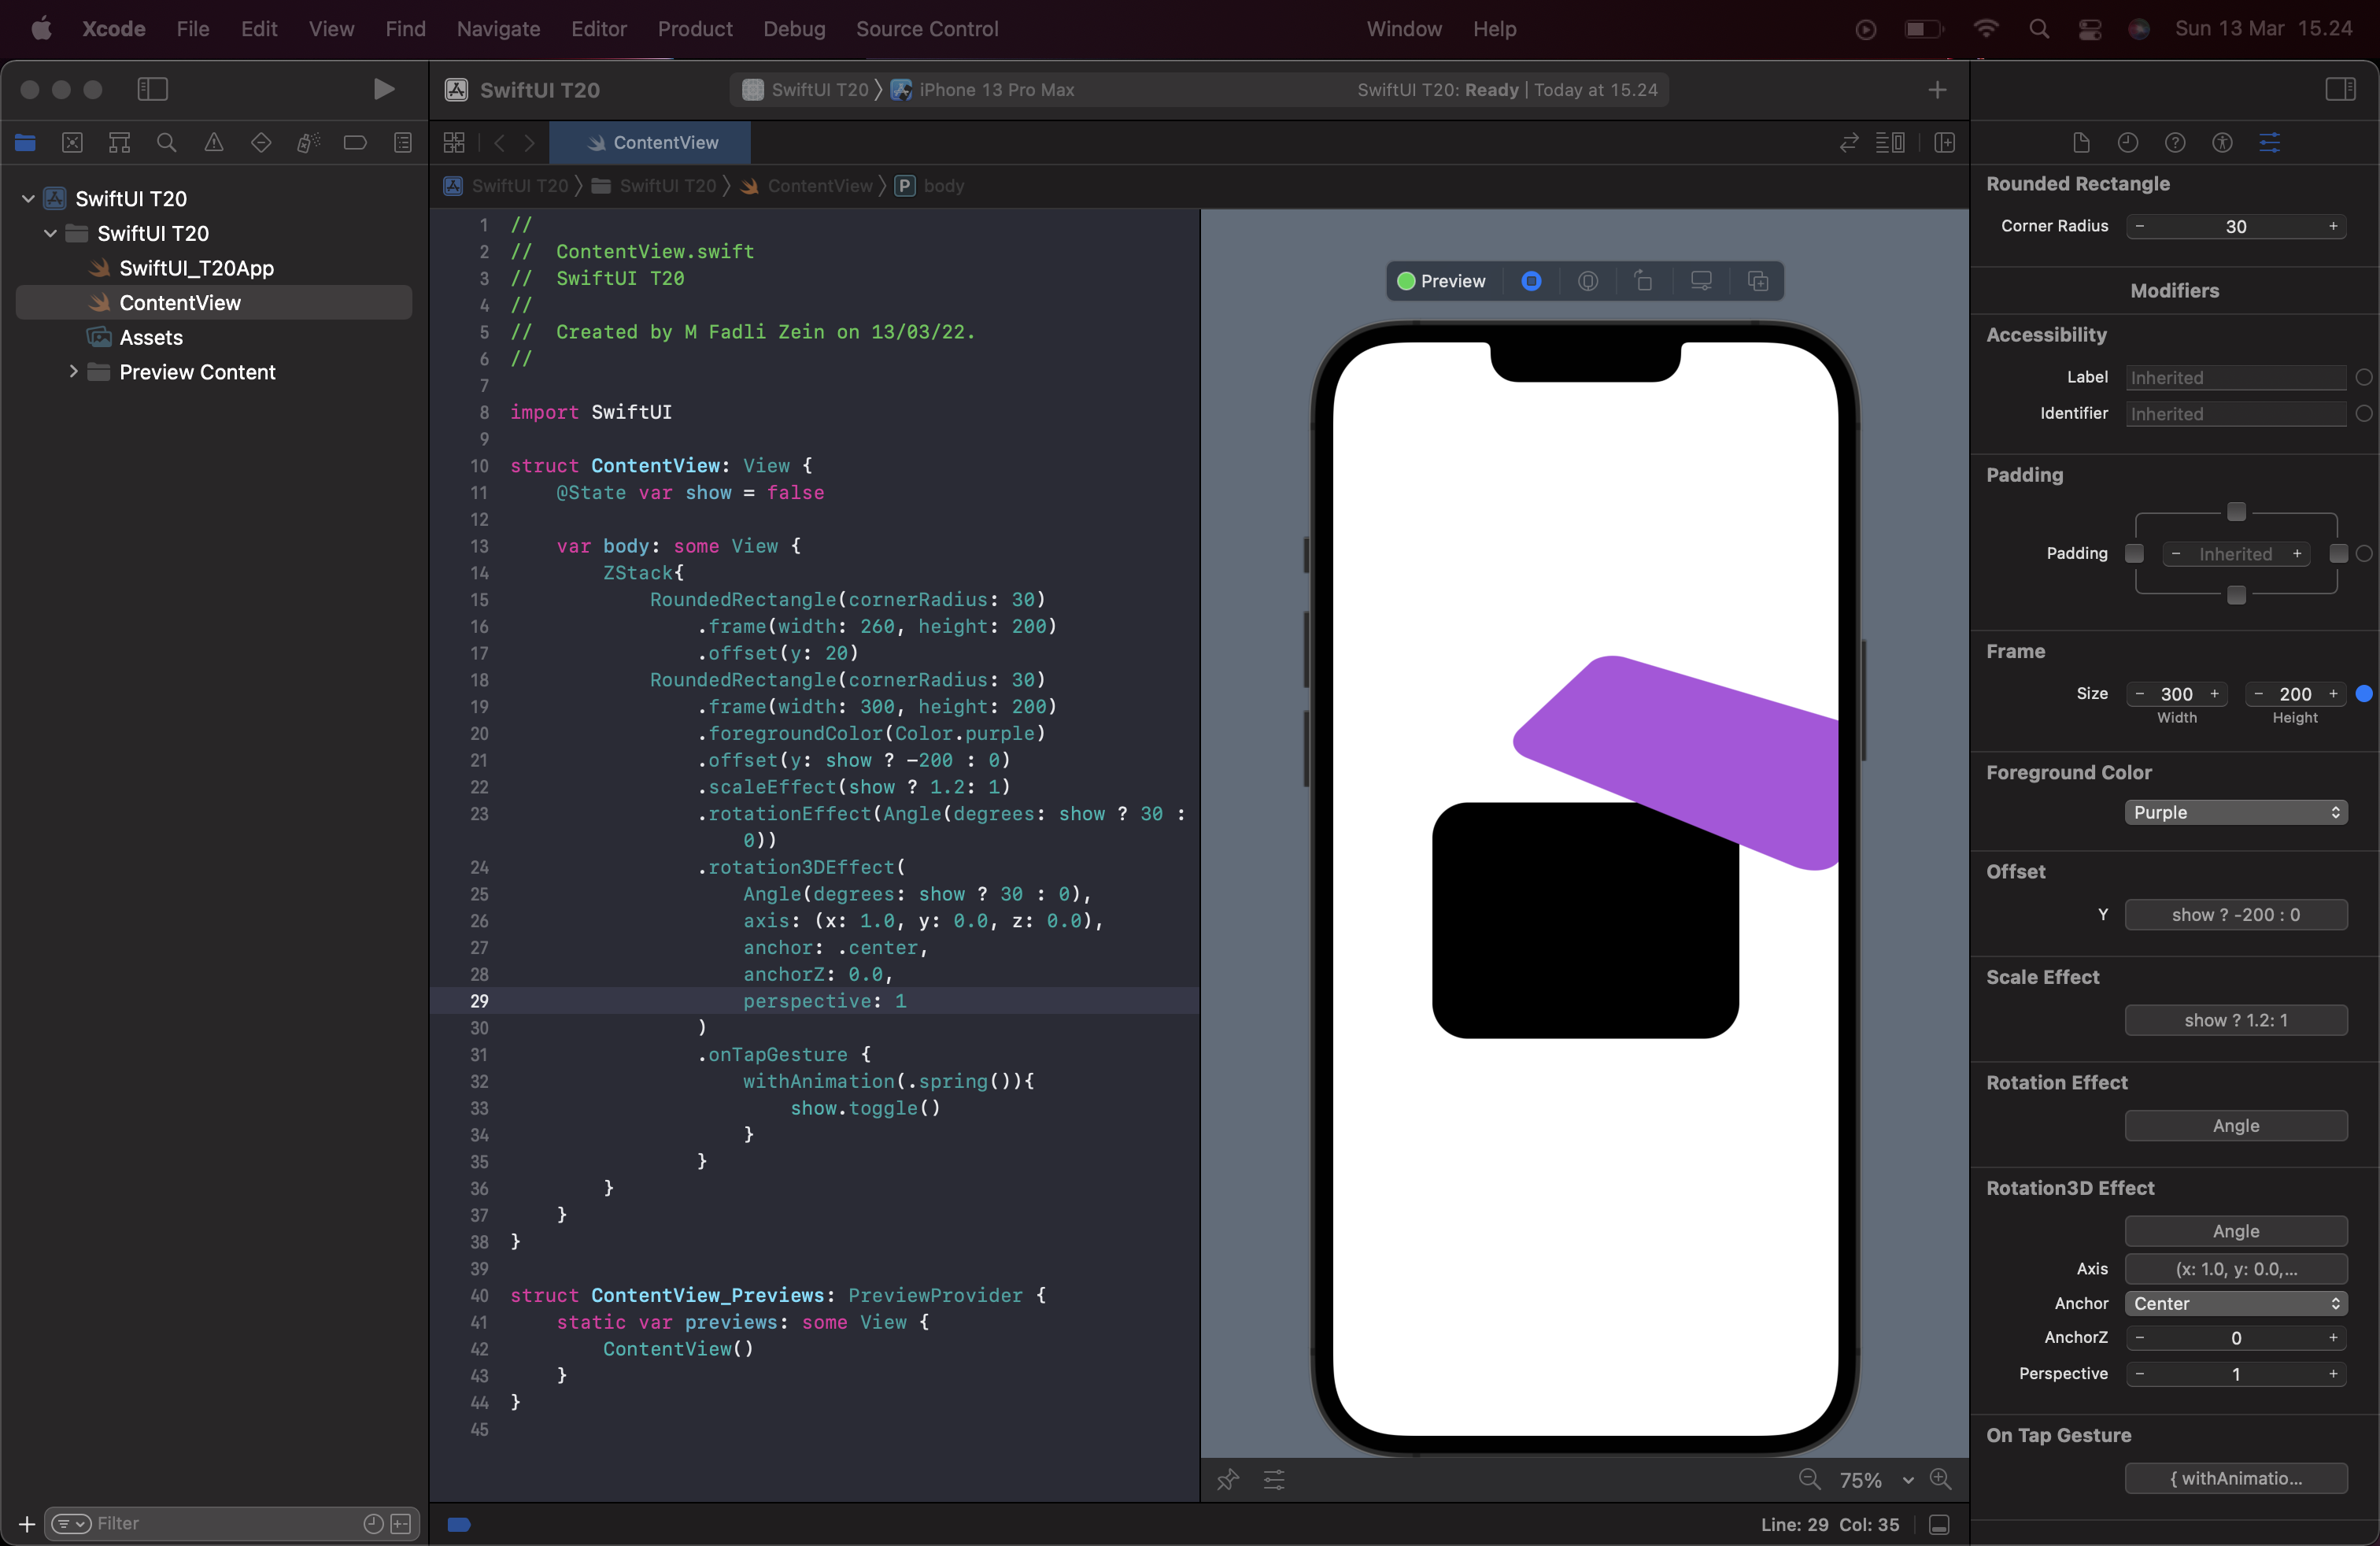 Xcode File Edit View Find Navigate Editor Product Debug Source Control Window Help Sun 13 Mar 15.24
SwiftUI T20 SwiftUI T20 iPhone 13 Pro Max SwiftUI T20: Ready | Today at 15.24
ContentView
SwiftUI T20 SwiftUI T20 ContentView P body
SwiftUI T20
SwiftUI T20
SwiftUI_T20App
ContentView
Assets
Preview Content
Filter
1 //
2 //  ContentView.swift
3 //  SwiftUI T20
4 //
5 //  Created by M Fadli Zein on 13/03/22.
6 //
7
8 import SwiftUI
9
10 struct ContentView: View {
11     @State var show = false
12
13     var body: some View {
14         ZStack{
15             RoundedRectangle(cornerRadius: 30)
16                 .frame(width: 260, height: 200)
17                 .offset(y: 20)
18             RoundedRectangle(cornerRadius: 30)
19                 .frame(width: 300, height: 200)
20                 .foregroundColor(Color.purple)
21                 .offset(y: show ? -200 : 0)
22                 .scaleEffect(show ? 1.2: 1)
23                 .rotationEffect(Angle(degrees: show ? 30 :
0))
24                 .rotation3DEffect(
25                     Angle(degrees: show ? 30 : 0),
26                     axis: (x: 1.0, y: 0.0, z: 0.0),
27                     anchor: .center,
28                     anchorZ: 0.0,
29                     perspective: 1
30                 )
31                 .onTapGesture {
32                     withAnimation(.spring()){
33                         show.toggle()
34                     }
35                 }
36         }
37     }
38 }
39
40 struct ContentView_Previews: PreviewProvider {
41     static var previews: some View {
42         ContentView()
43     }
44 }
45
Preview
75%
Line: 29 Col: 35
Rounded Rectangle
Corner Radius − 30 +
Modifiers
Accessibility
Label Inherited
Identifier Inherited
Padding
Padding − Inherited +
Frame
Size − 300 + − 200 +
Width Height
Foreground Color
Purple
Offset
Y show ? -200 : 0
Scale Effect
show ? 1.2: 1
Rotation Effect
Angle
Rotation3D Effect
Angle
Axis (x: 1.0, y: 0.0,...
Anchor Center
AnchorZ − 0 +
Perspective − 1 +
On Tap Gesture
{ withAnimatio...